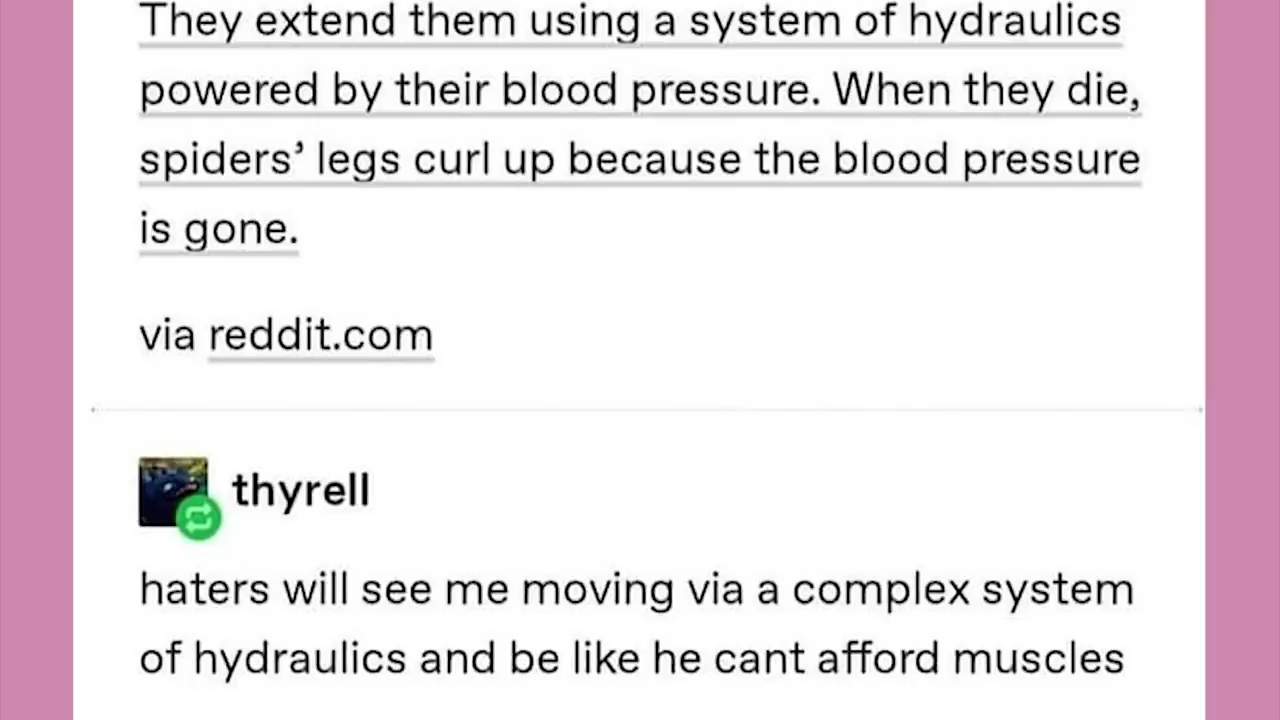 They extend them using a system of hydraulics
powered by their blood pressure. When they die,
spiders’ legs curl up because the blood pressure
is gone.
via reddit.com
thyrell
haters will see me moving via a complex system
of hydraulics and be like he cant afford muscles